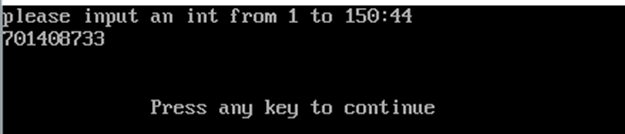 please input an int from 1 to 150:44
701408733
Press any key to continue